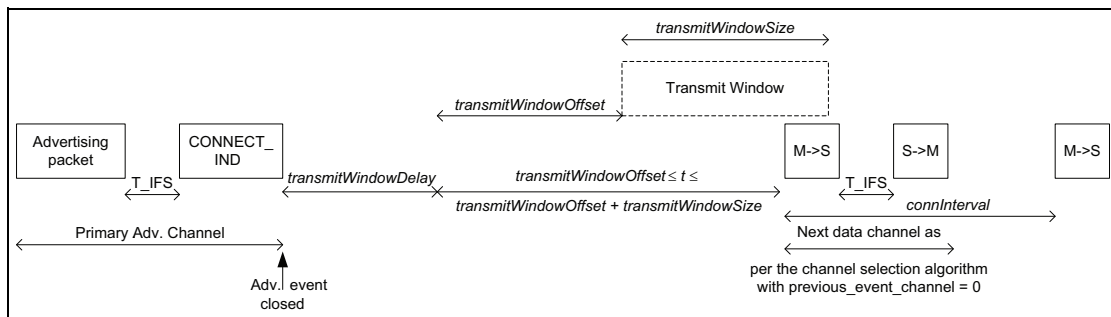 transmitWindowSize
Transmit Window
transmitWindowOffset
Advertising
packet
CONNECT_
IND
M->S
S->M
M->S
T_IFS
transmitWindowDelay
transmitWindowOffset ≤ t ≤
transmitWindowOffset + transmitWindowSize
T_IFS
connInterval
Primary Adv. Channel
Next data channel as
per the channel selection algorithm
with previous_event_channel = 0
Adv. event
closed